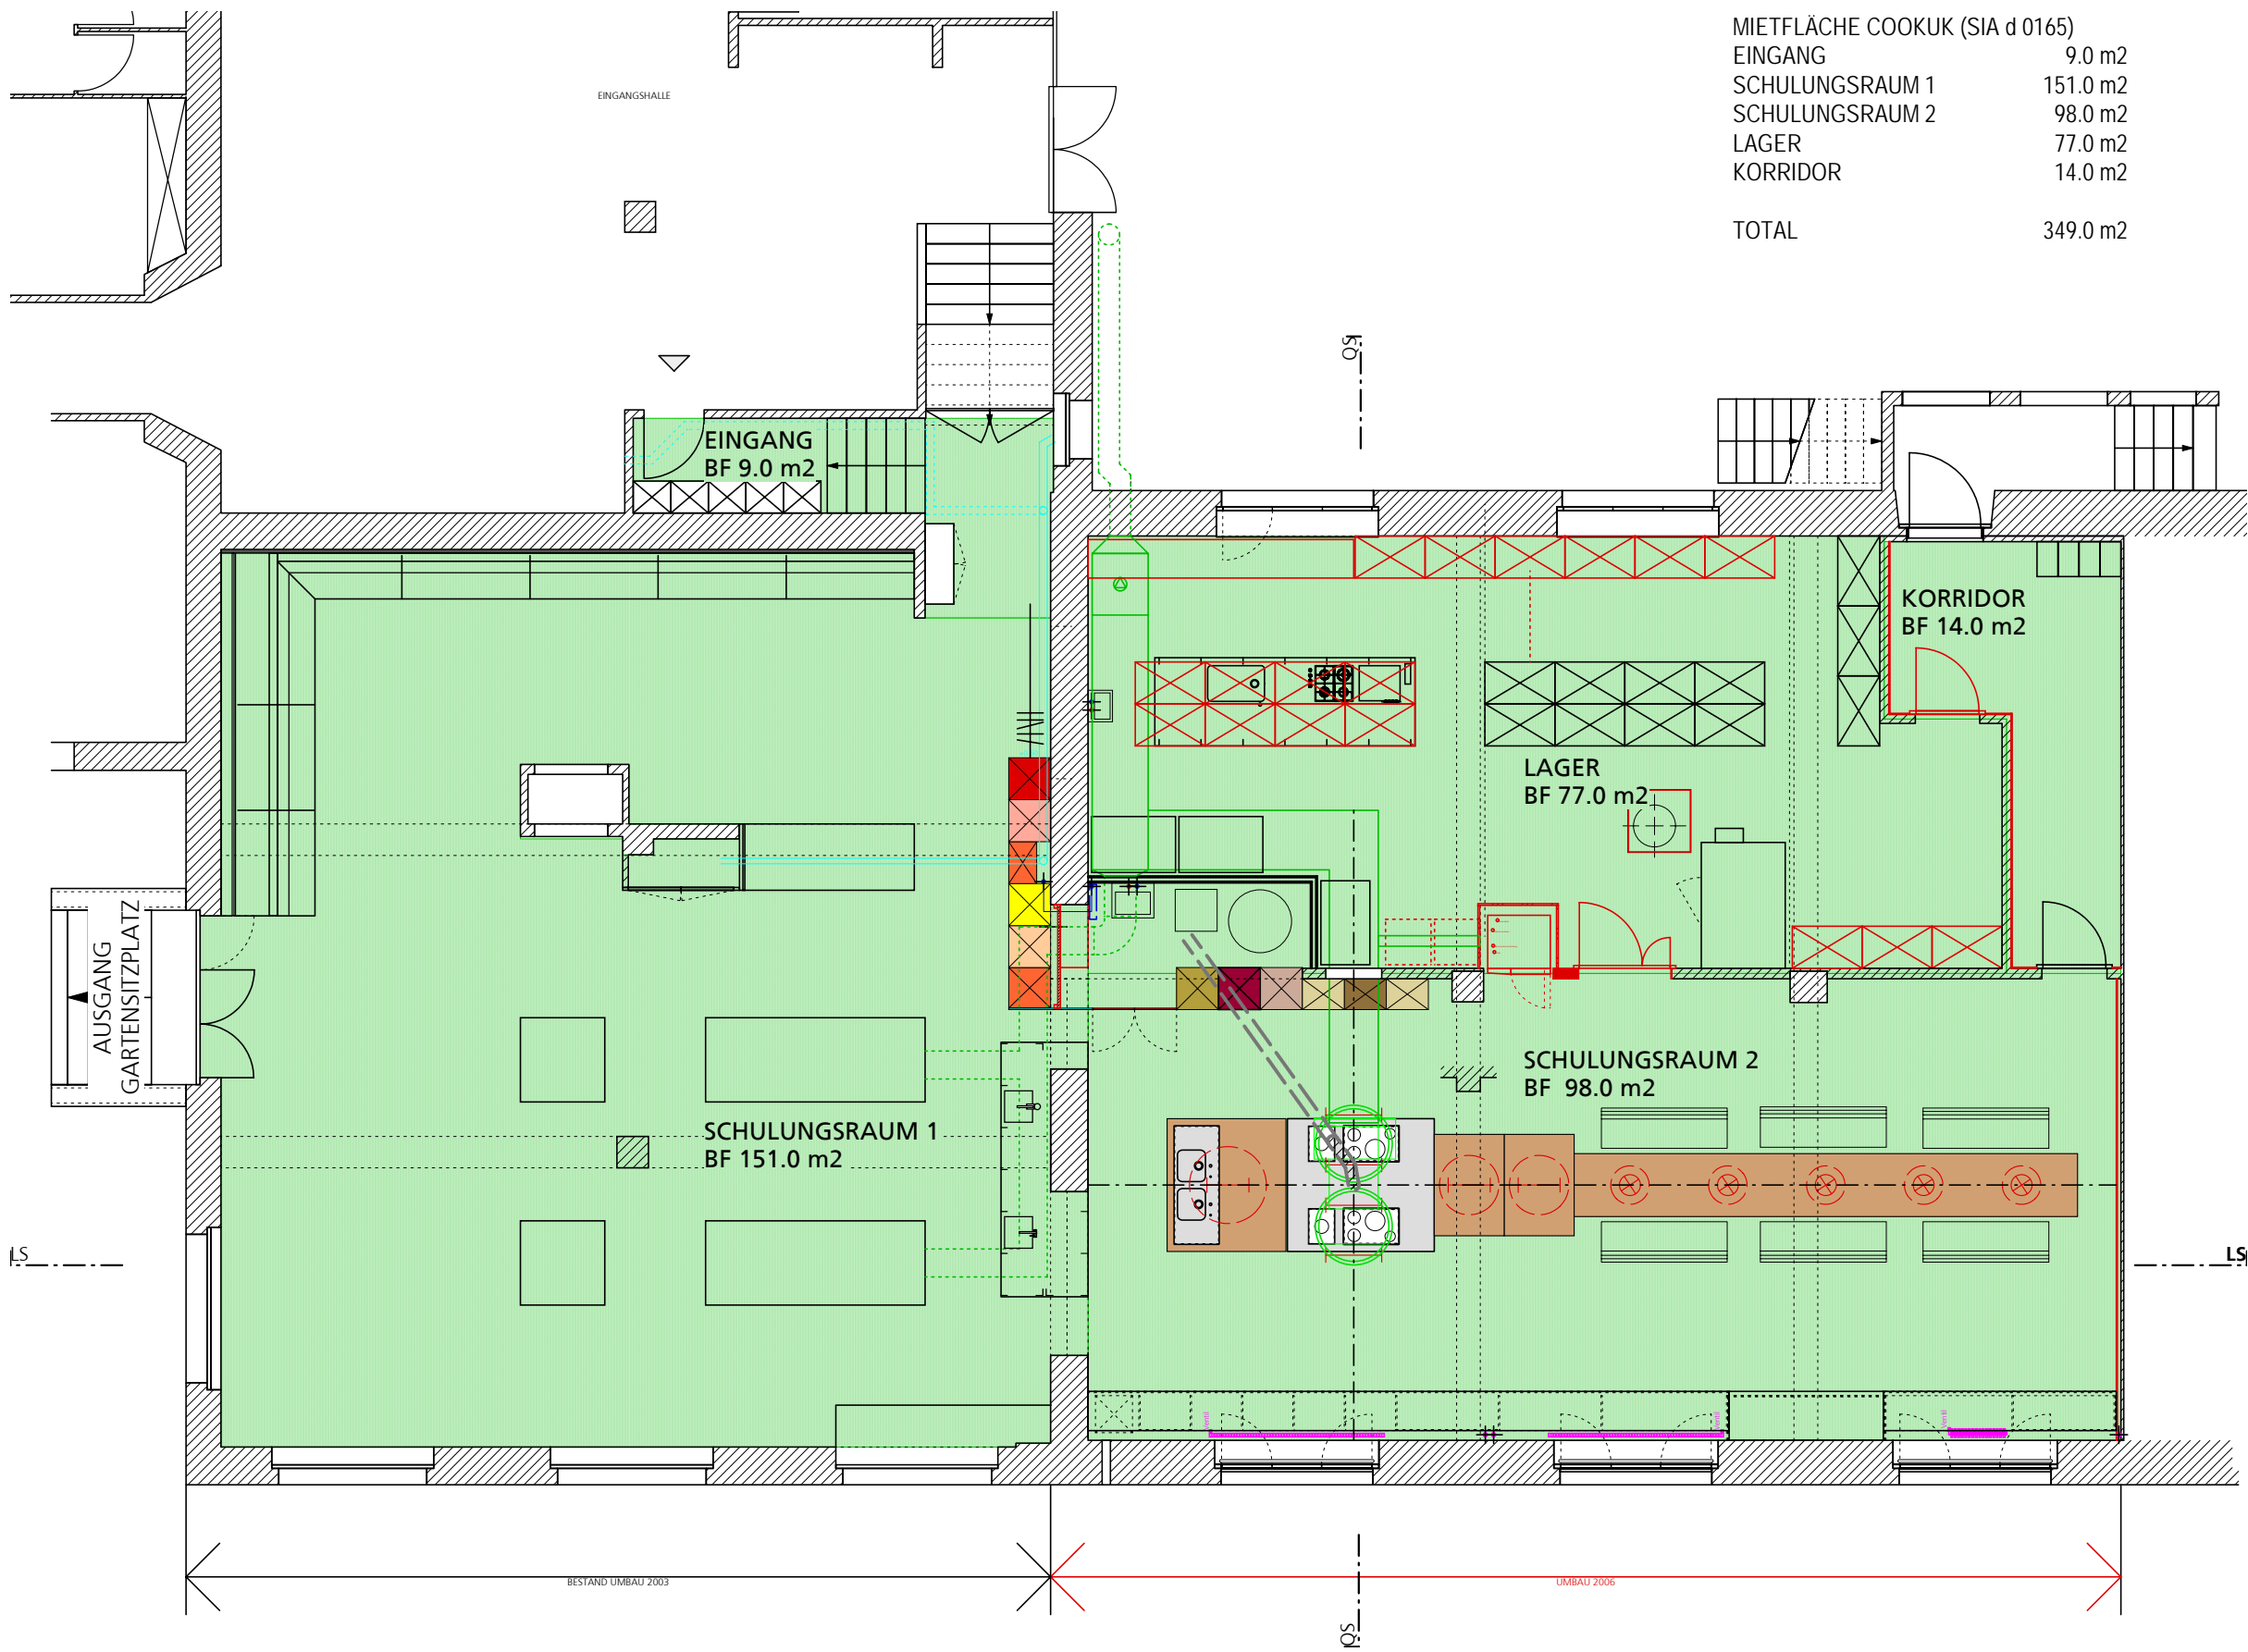 MIETFLÄCHE COOKUK (SIA d 0165)
EINGANG 9.0 m2
SCHULUNGSRAUM 1 151.0 m2
SCHULUNGSRAUM 2 98.0 m2
LAGER 77.0 m2
KORRIDOR 14.0 m2
TOTAL 349.0 m2
EINGANGSHALLE
QS
EINGANG
BF 9.0 m2
KORRIDOR
BF 14.0 m2
LAGER
BF 77.0 m2
AUSGANG
GARTENSITZPLATZ
SCHULUNGSRAUM 2
BF 98.0 m2
SCHULUNGSRAUM 1
BF 151.0 m2
LS
LS
Ventil
Ventil
Ventil
BESTAND UMBAU 2003
UMBAU 2006
QS